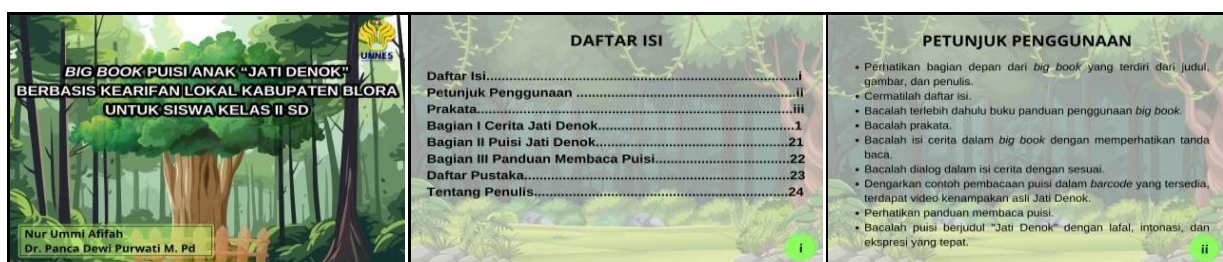 UNNES
BIG BOOK PUISI ANAK "JATI DENOK"
BERBASIS KEARIFAN LOKAL KABUPATEN BLORA
UNTUK SISWA KELAS II SD
Nur Ummi Afifah
Dr. Panca Dewi Purwati M. Pd
DAFTAR ISI
Daftar Isi.......................................................................i
Petunjuk Penggunaan ..................................................ii
Prakata.........................................................................iii
Bagian I Cerita Jati Denok.............................................1
Bagian II Puisi Jati Denok............................................21
Bagian III Panduan Membaca Puisi..............................22
Daftar Pustaka.............................................................23
Tentang Penulis...........................................................24
i
PETUNJUK PENGGUNAAN
• Perhatikan bagian depan dari big book yang terdiri dari judul,
gambar, dan penulis.
• Cermatilah daftar isi.
• Bacalah terlebih dahulu buku panduan penggunaan big book.
• Bacalah prakata.
• Bacalah isi cerita dalam big book dengan memperhatikan tanda
baca.
• Bacalah dialog dalam isi cerita dengan sesuai.
• Dengarkan contoh pembacaan puisi dalam barcode yang tersedia,
terdapat video kenampakan asli Jati Denok.
• Perhatikan panduan membaca puisi.
• Bacalah puisi berjudul "Jati Denok" dengan lafal, intonasi, dan
ekspresi yang tepat.
ii